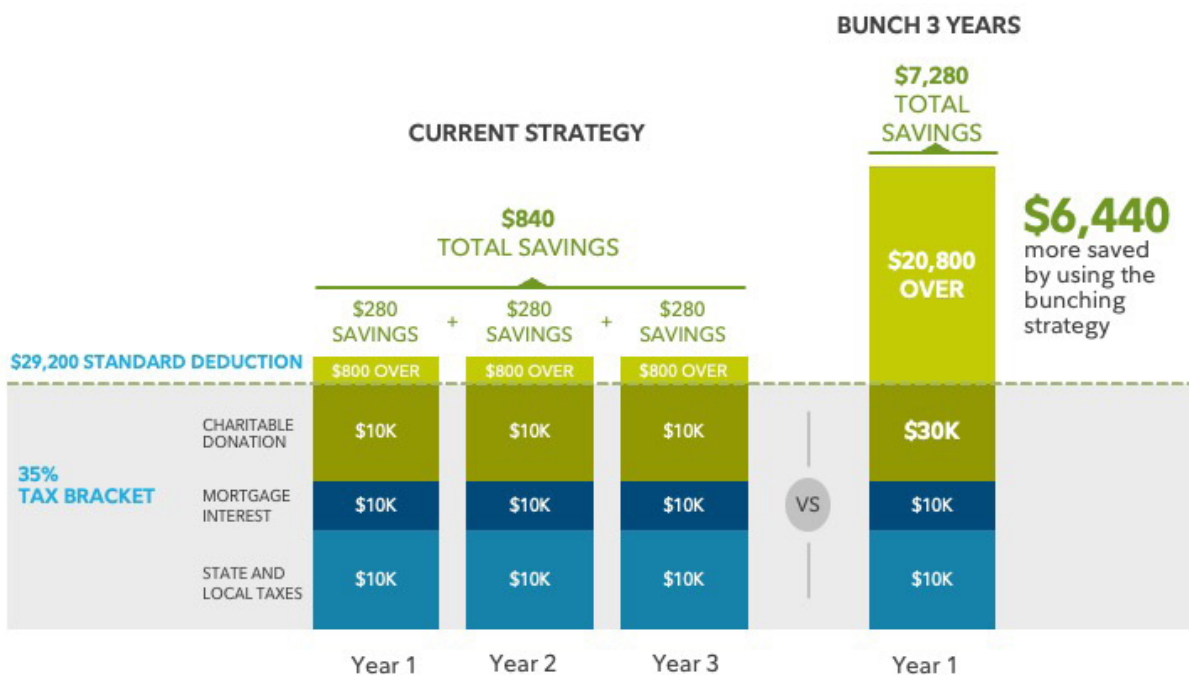 BUNCH 3 YEARS
$7,280
TOTAL
SAVINGS
CURRENT STRATEGY
$840
TOTAL SAVINGS
$6,440
more saved
by using the
bunching
strategy
$20,800
OVER
$280
SAVINGS
+
$280
SAVINGS
+
$280
SAVINGS
$29,200 STANDARD DEDUCTION
$800 OVER
$800 OVER
$800 OVER
35%
TAX BRACKET
CHARITABLE
DONATION
$10K
$10K
$10K
$30K
MORTGAGE
INTEREST
$10K
$10K
$10K
VS
$10K
STATE AND
LOCAL TAXES
$10K
$10K
$10K
$10K
Year 1
Year 2
Year 3
Year 1